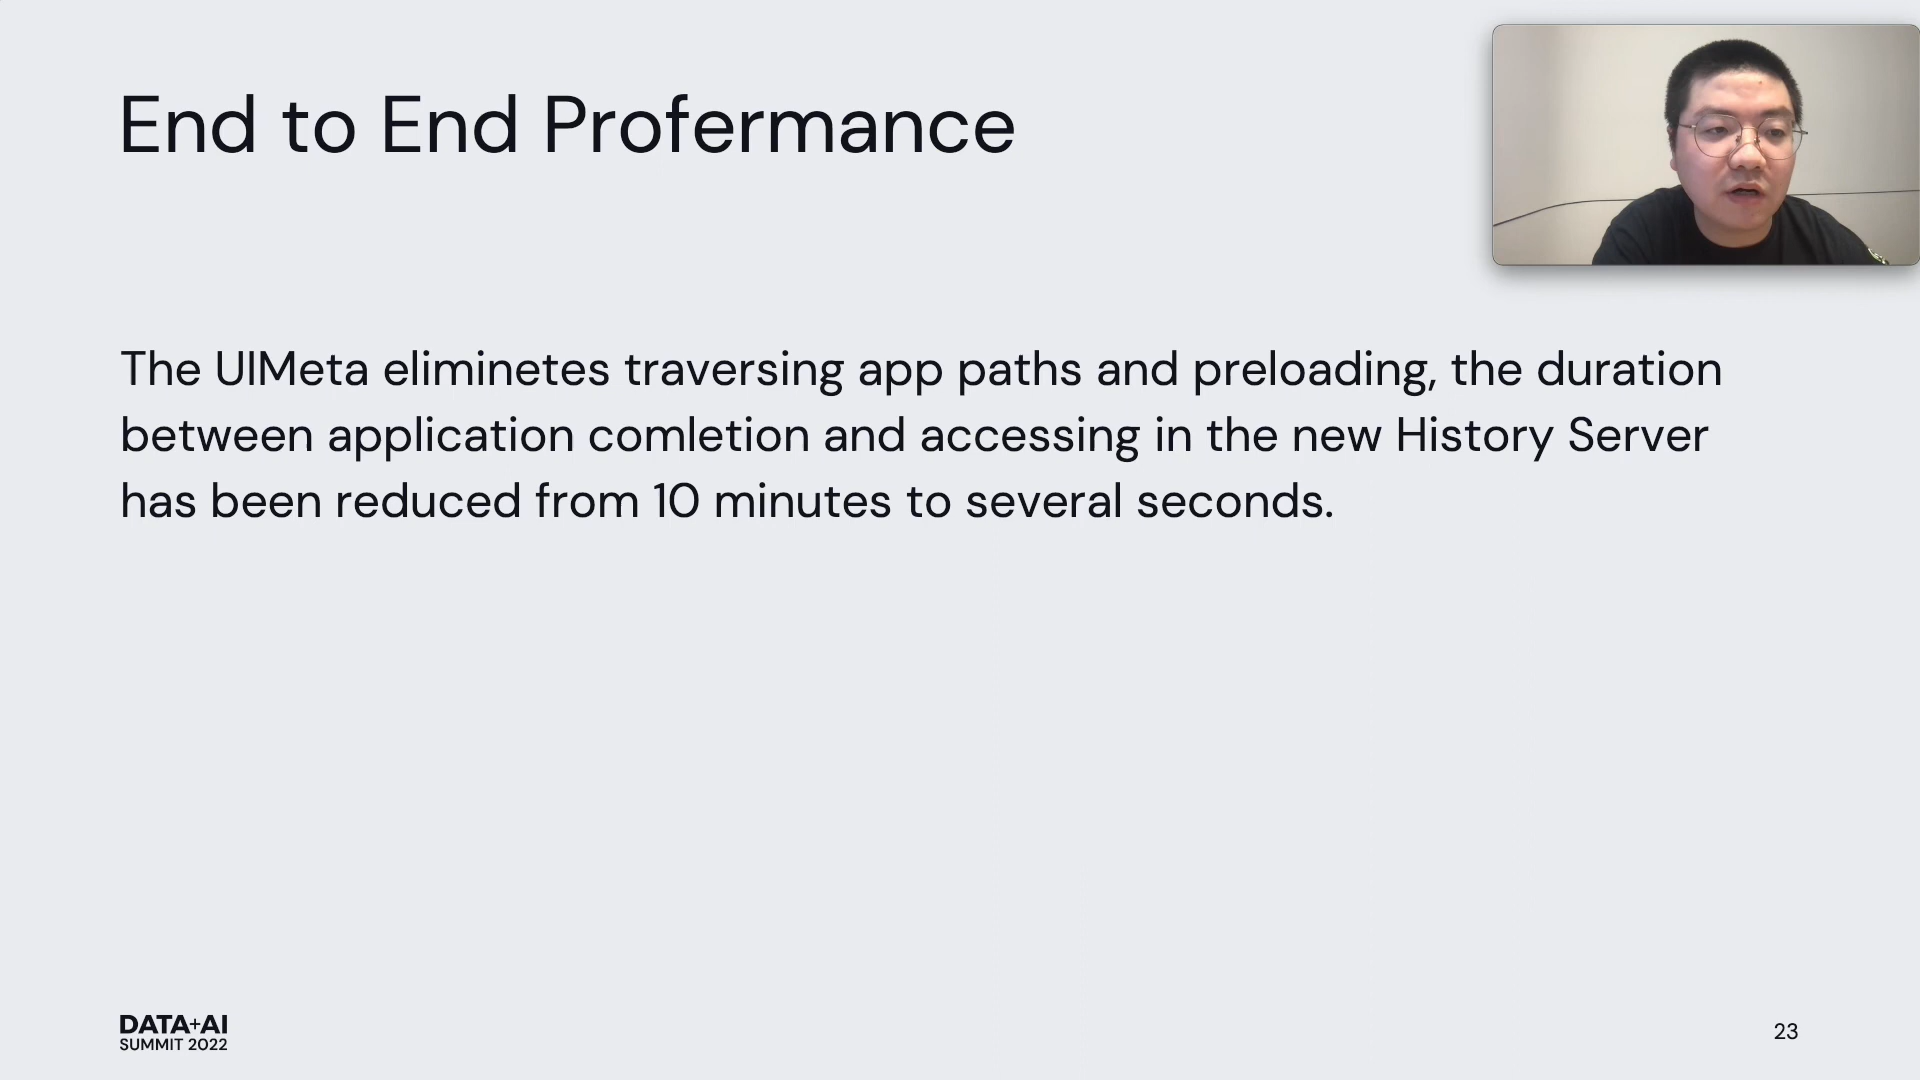 End to End Profermance
The UIMeta eliminetes traversing app paths and preloading, the duration
between application comletion and accessing in the new History Server
has been reduced from 10 minutes to several seconds.
DATA+AI
SUMMIT 2022
23